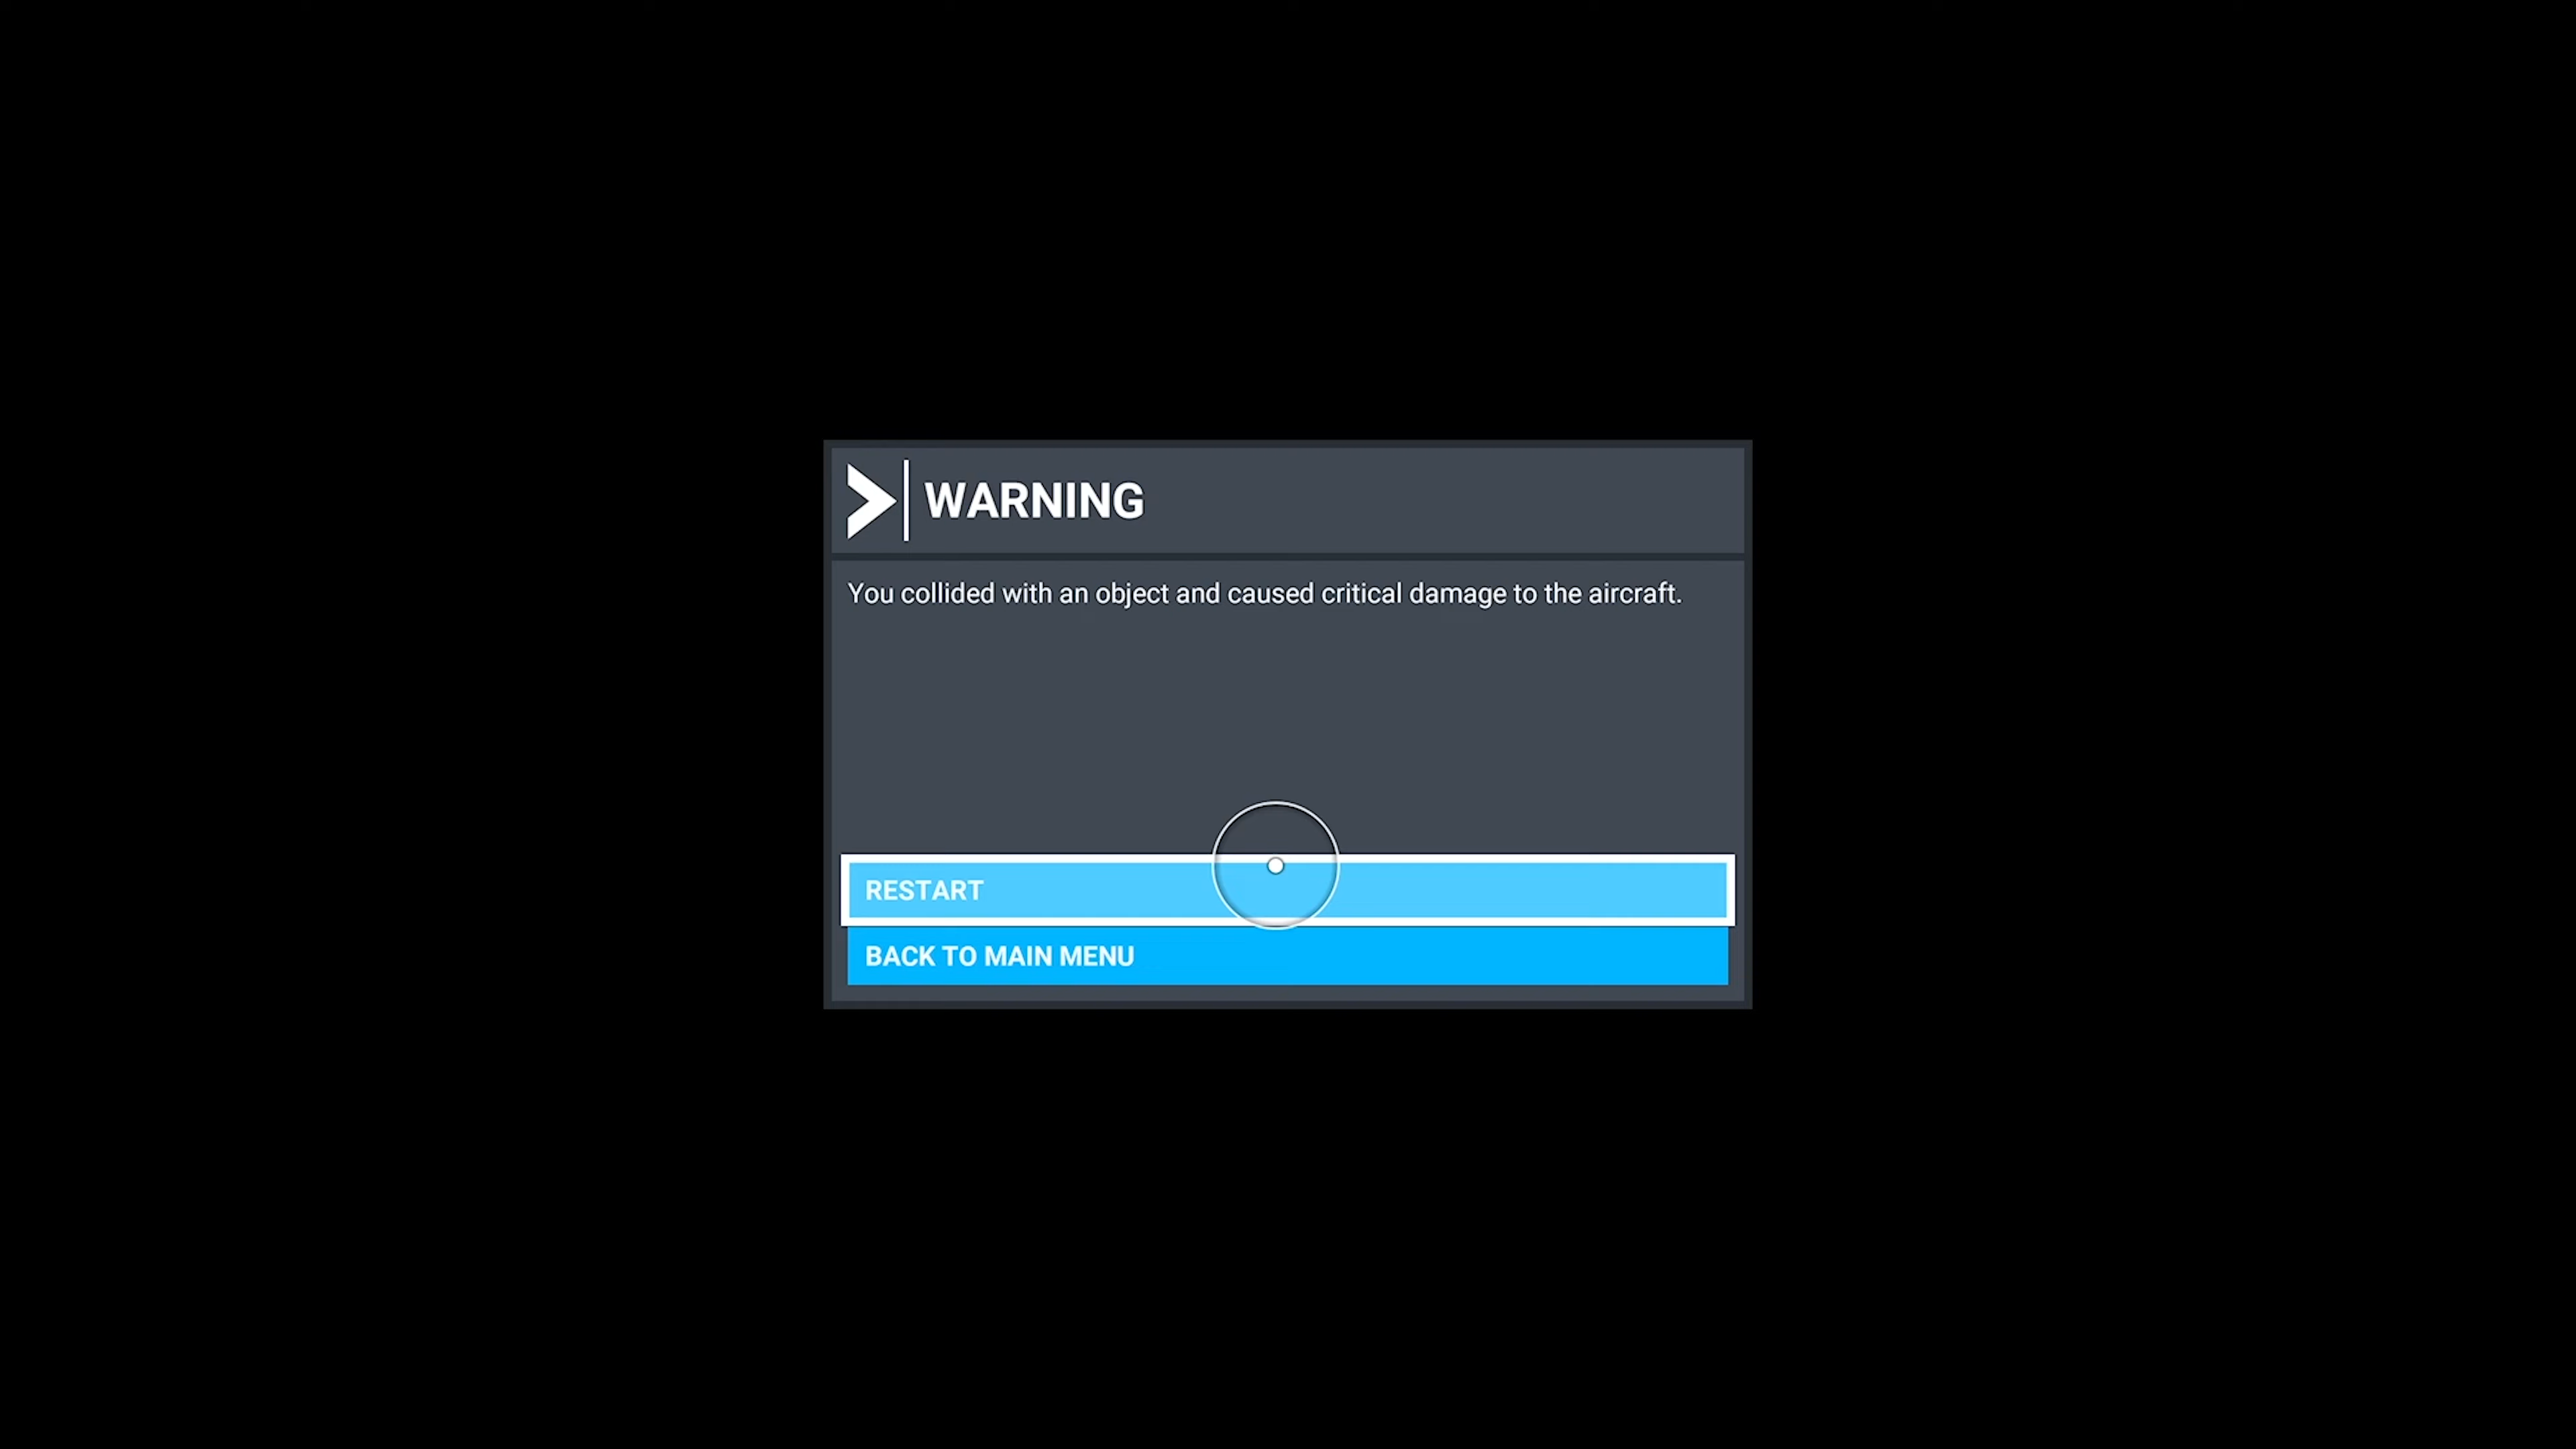 WARNING
You collided with an object and caused critical damage to the aircraft.
RESTART
BACK TO MAIN MENU